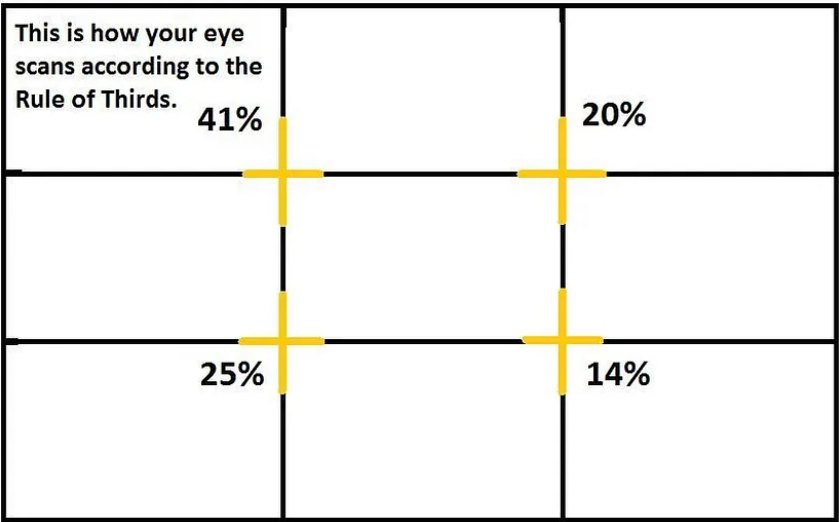 This is how your eye
scans according to the
Rule of Thirds.
41%
20%
25%
14%